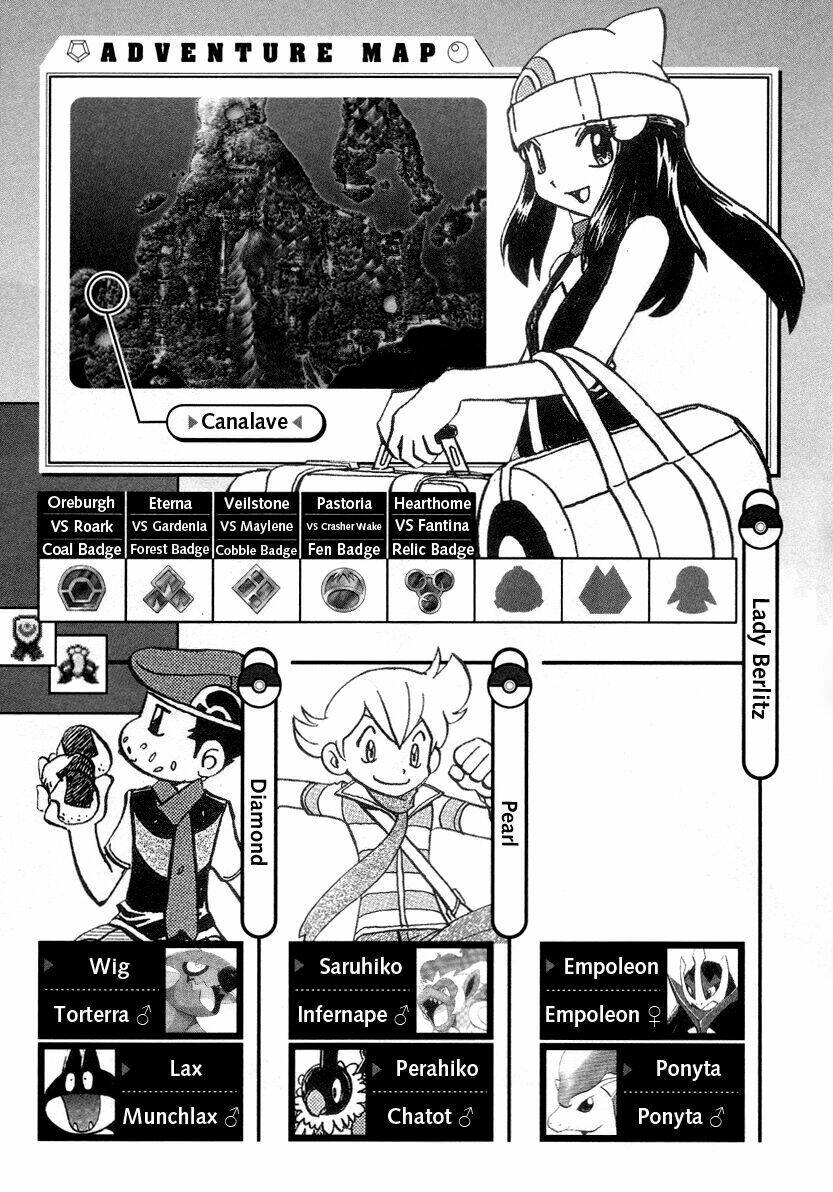 ADVENTURE MAP
Canalave
Oreburgh
VS Roark
Coal Badge
Eterna
VS Gardenia
Forest Badge
Veilstone
VS Maylene
Cobble Badge
Pastoria
VS Crasher Wake
Fen Badge
Hearthome
VS Fantina
Relic Badge
Lady Berlitz
Diamond
Pearl
Wig
Torterra ♂
Lax
Munchlax ♂
Saruhiko
Infernape ♂
Perahiko
Chatot ♂
Empoleon
Empoleon ♀
Ponyta
Ponyta ♂